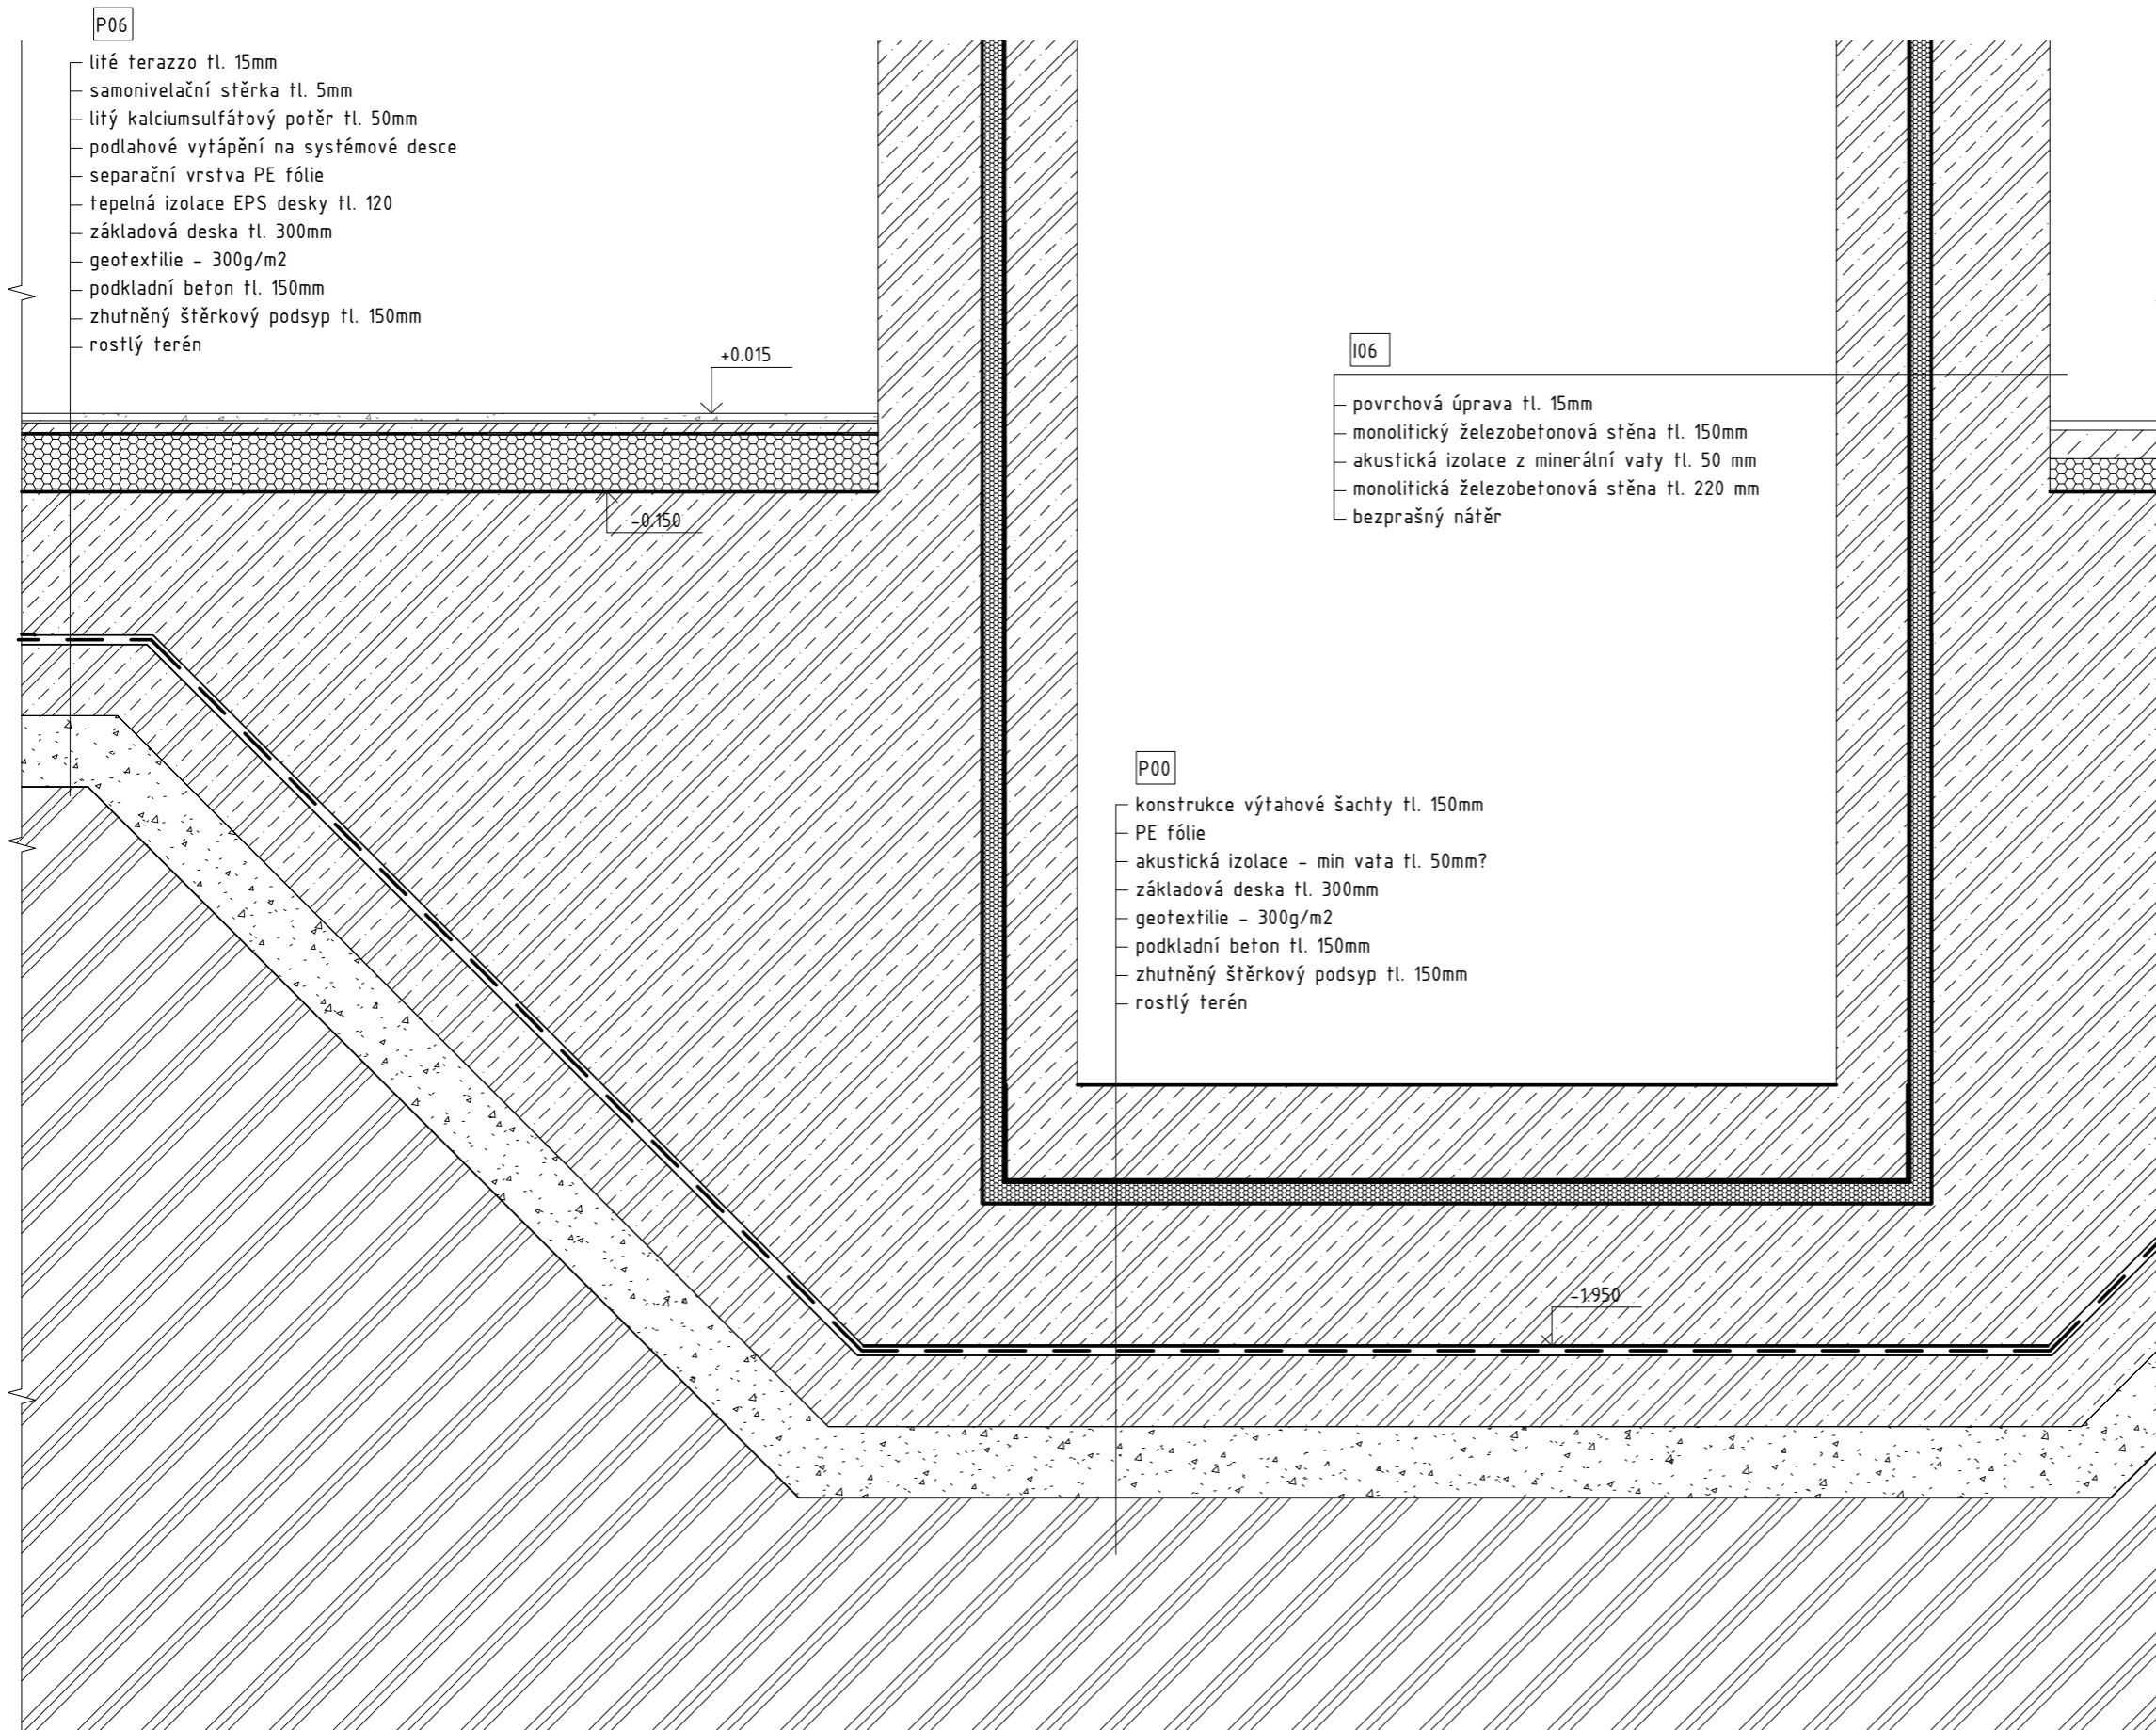 P06
lité terazzo tl. 15mm
samonivelační stěrka tl. 5mm
litý kalciumsulfátový potěr tl. 50mm
podlahové vytápění na systémové desce
separační vrstva PE fólie
tepelná izolace EPS desky tl. 120
základová deska tl. 300mm
geotextilie - 300g/m2
podkladní beton tl. 150mm
zhutněný štěrkový podsyp tl. 150mm
rostlý terén
+0.015
-0.150
I06
povrchová úprava tl. 15mm
monolitický železobetonová stěna tl. 150mm
akustická izolace z minerální vaty tl. 50 mm
monolitická železobetonová stěna tl. 220 mm
bezprašný nátěr
P00
konstrukce výtahové šachty tl. 150mm
PE fólie
akustická izolace - min vata tl. 50mm?
základová deska tl. 300mm
geotextilie - 300g/m2
podkladní beton tl. 150mm
zhutněný štěrkový podsyp tl. 150mm
rostlý terén
-1.950